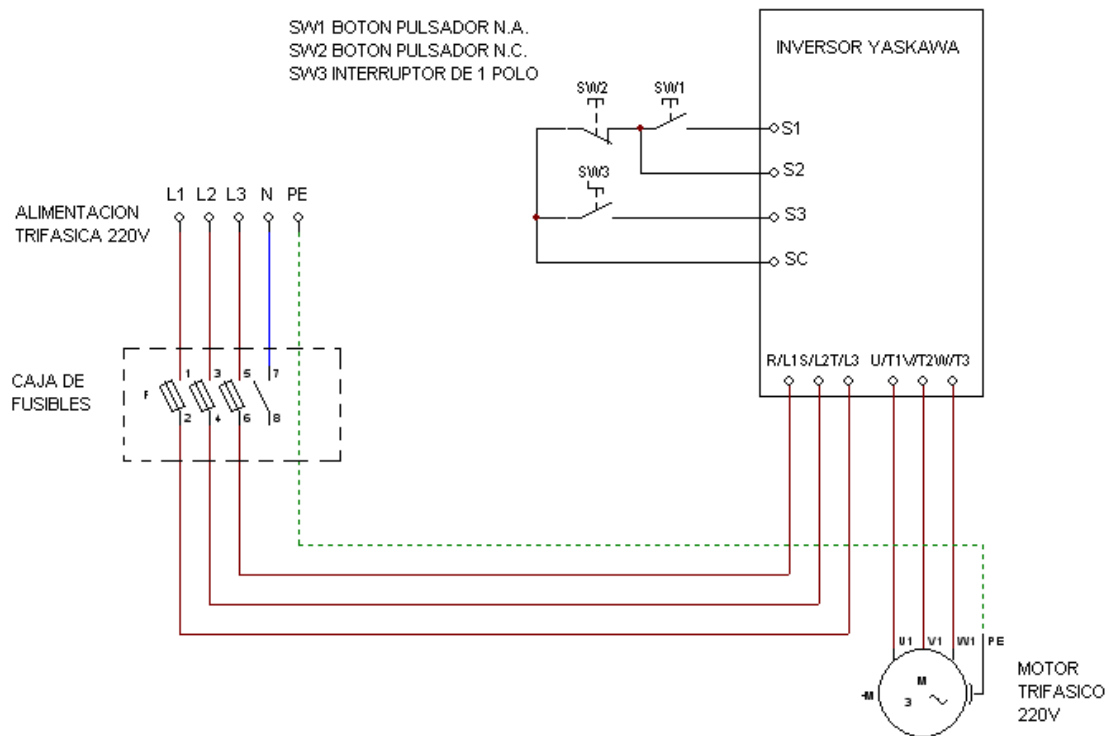 SW1 BOTON PULSADOR N.A.
SW2 BOTON PULSADOR N.C.
SW3 INTERRUPTOR DE 1 POLO
INVERSOR YASKAWA
SW2 SW1
S1
S2
SW3
S3
SC
L1 L2 L3 N PE
ALIMENTACION
TRIFASICA 220V
R/L1 S/L2 T/L3 U/T1 V/T2 W/T3
CAJA DE
FUSIBLES
F
1 3 5 7
2 4 6 8
U1 V1 W1 PE
-M
M
3
MOTOR
TRIFASICO
220V